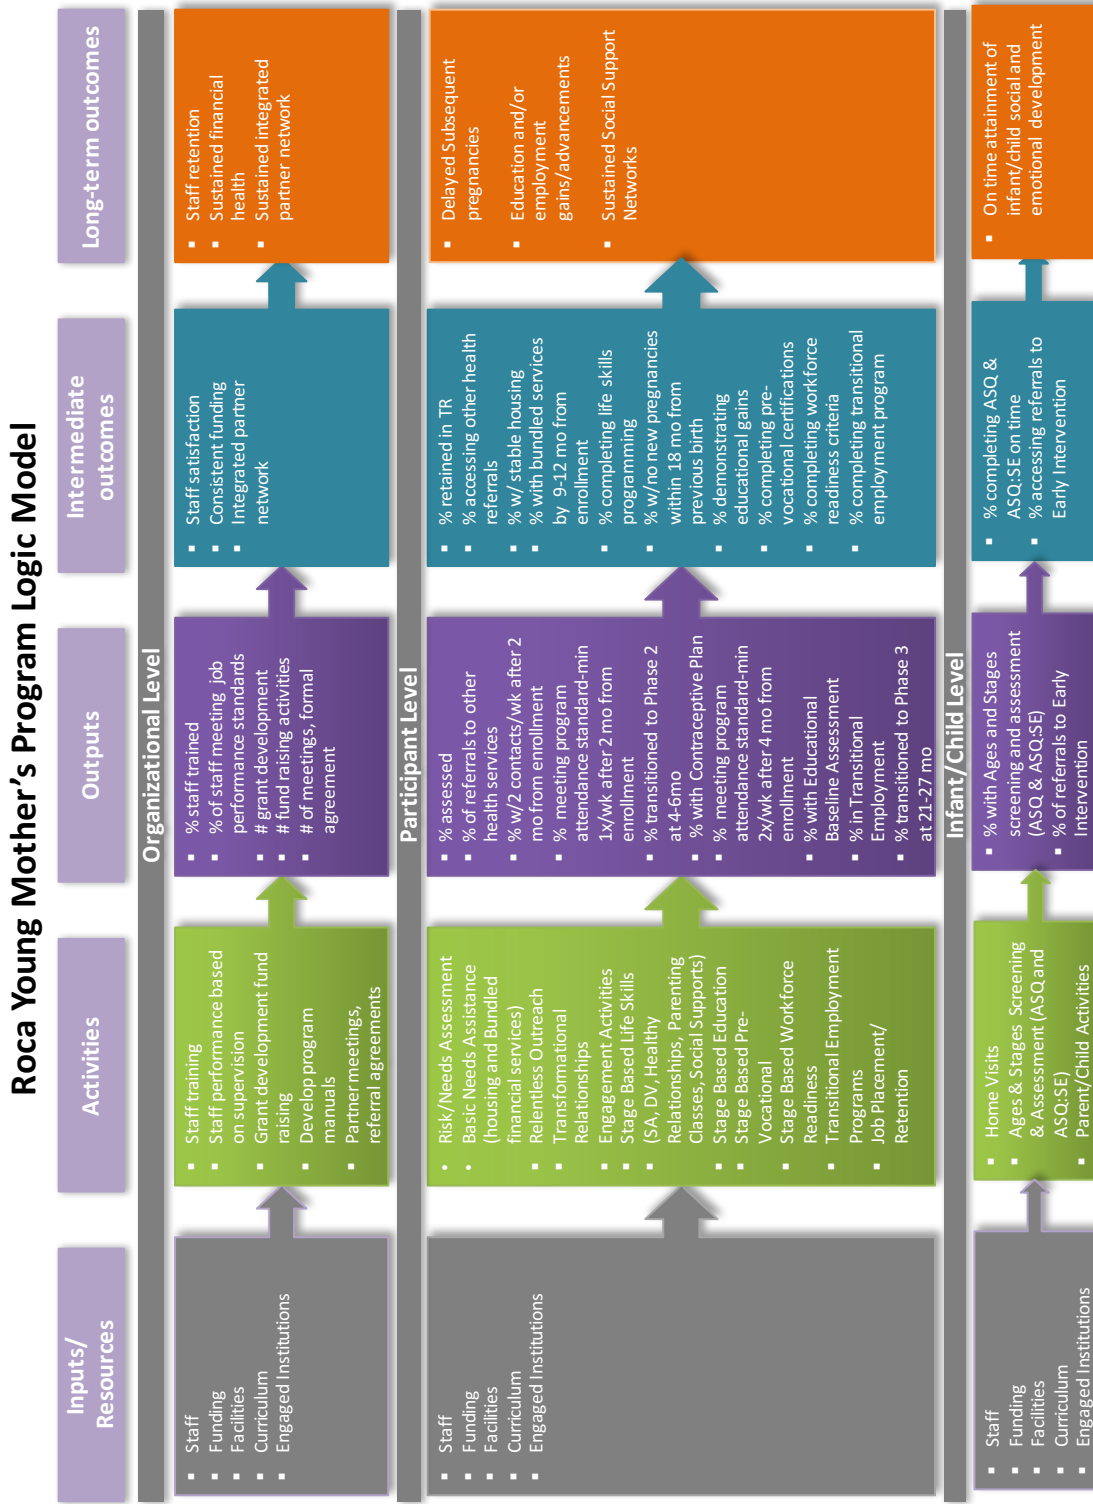 Roca Young Mother's Program Logic Model
Inputs/
Resources
Activities
Outputs
Intermediate
outcomes
Long-term outcomes
Organizational Level
▪ Staff
▪ Funding
▪ Facilities
▪ Curriculum
▪ Engaged Institutions
▪ Staff training
▪ Staff performance based
on supervision
▪ Grant development fund
raising
▪ Develop program
manuals
▪ Partner meetings,
referral agreements
▪ % staff trained
▪ % of staff meeting job
performance standards
▪ # grant development
▪ # fund raising activities
▪ # of meetings, formal
agreement
▪ Staff satisfaction
▪ Consistent funding
▪ Integrated partner
network
▪ Staff retention
▪ Sustained financial
health
▪ Sustained integrated
partner network
Participant Level
▪ Staff
▪ Funding
▪ Facilities
▪ Curriculum
▪ Engaged Institutions
• Risk/Needs Assessment
• Basic Needs Assistance
(housing and Bundled
financial services)
▪ Relentless Outreach
▪ Transformational
Relationships
▪ Engagement Activities
▪ Stage Based Life Skills
▪ (SA, DV, Healthy
Relationships, Parenting
Classes, Social Supports)
▪ Stage Based Education
▪ Stage Based Pre-
Vocational
▪ Stage Based Workforce
Readiness
▪ Transitional Employment
Programs
▪ Job Placement/
Retention
▪ % assessed
▪ % of referrals to other
health services
▪ % w/2 contacts/wk after 2
mo from enrollment
▪ % meeting program
attendance standard-min
1x/wk after 2 mo from
enrollment
▪ % transitioned to Phase 2
at 4-6mo
▪ % with Contraceptive Plan
▪ % meeting program
attendance standard-min
2x/wk after 4 mo from
enrollment
▪ % with Educational
Baseline Assessment
▪ % in Transitional
Employment
▪ % transitioned to Phase 3
at 21-27 mo
▪ % retained in TR
▪ % accessing other health
referrals
▪ % w/ stable housing
▪ % with bundled services
by 9-12 mo from
enrollment
▪ % completing life skills
programming
▪ % w/no new pregnancies
within 18 mo from
previous birth
▪ % demonstrating
educational gains
▪ % completing pre-
vocational certifications
▪ % completing workforce
readiness criteria
▪ % completing transitional
employment program
▪ Delayed Subsequent
pregnancies
▪ Education and/or
employment
gains/advancements
▪ Sustained Social Support
Networks
Infant/Child Level
▪ Staff
▪ Funding
▪ Facilities
▪ Curriculum
▪ Engaged Institutions
▪ Home Visits
▪ Ages & Stages Screening
& Assessment (ASQ and
ASQ:SE)
▪ Parent/Child Activities
▪ % with Ages and Stages
screening and assessment
(ASQ & ASQ:SE)
▪ % of referrals to Early
Intervention
▪ % completing ASQ &
ASQ:SE on time
▪ % accessing referrals to
Early Intervention
▪ On time attainment of
infant/child social and
emotional development